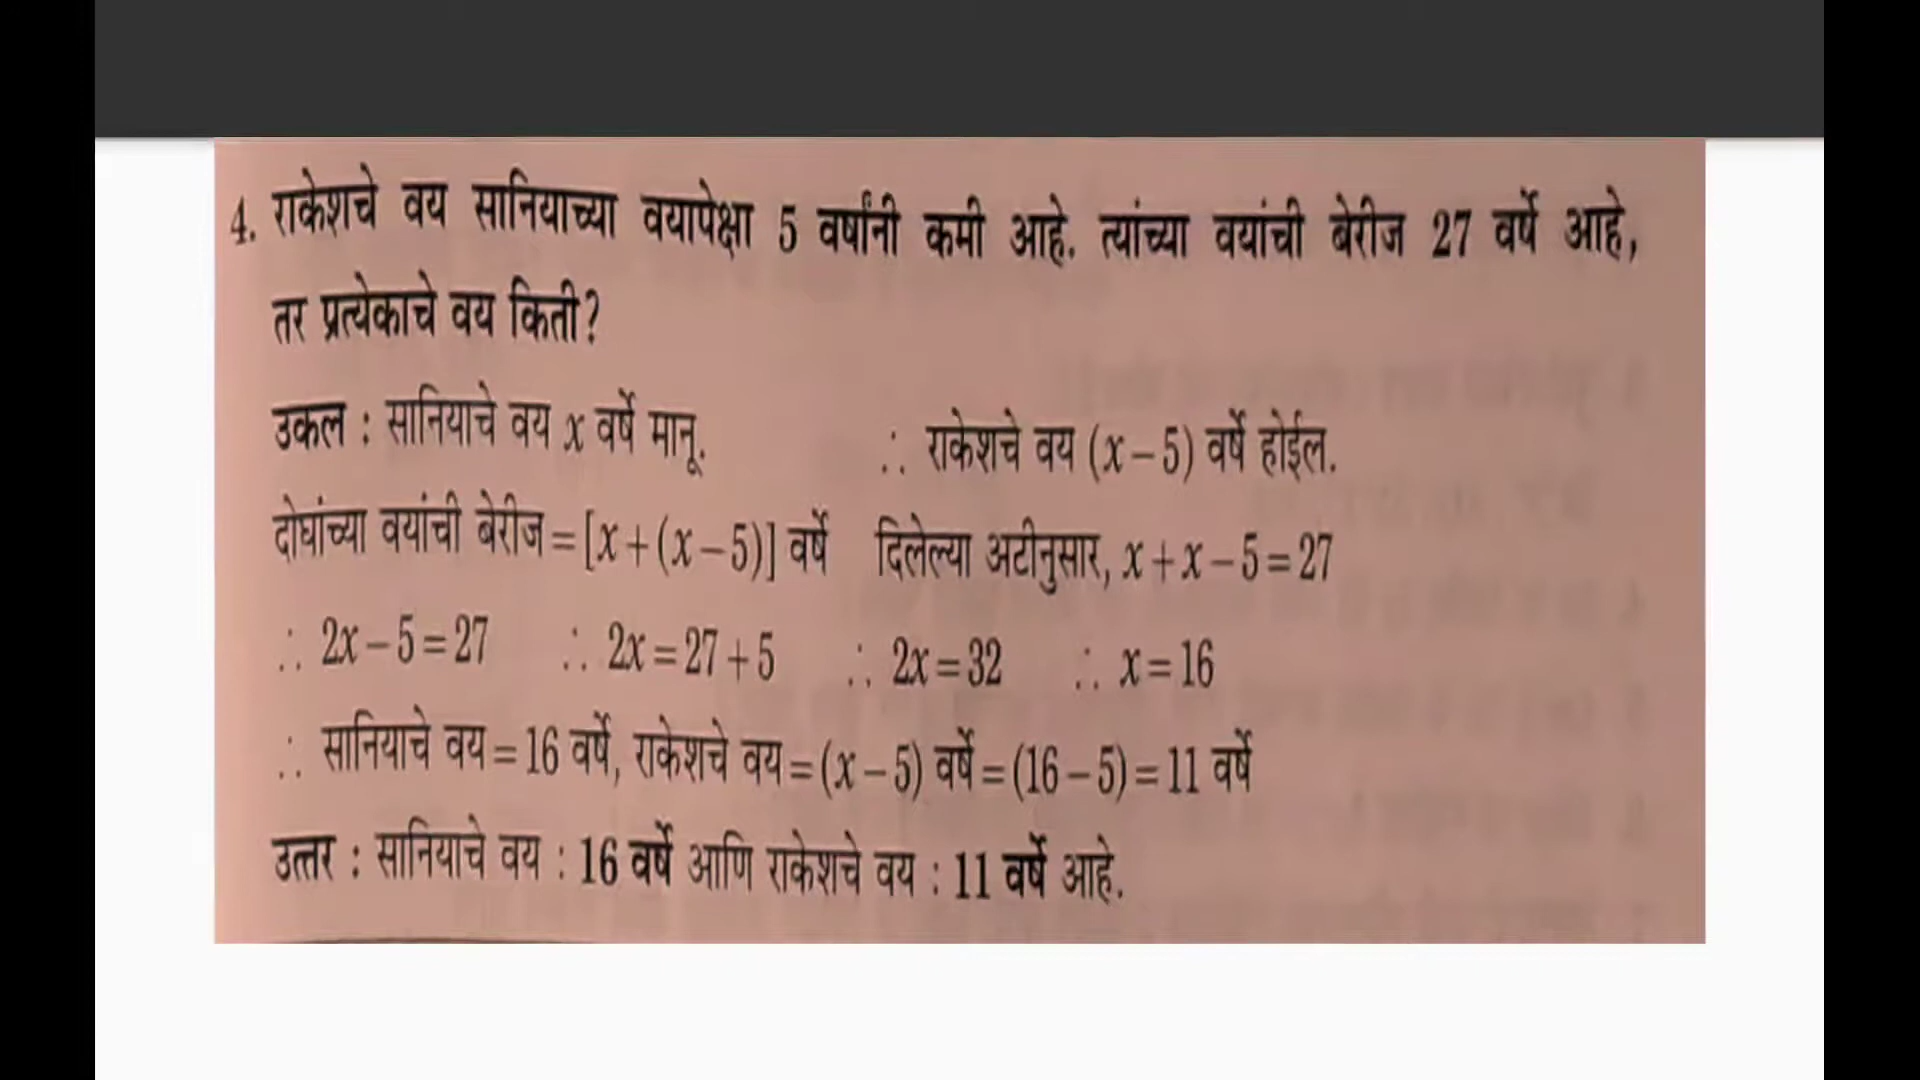 4. राकेशचे वय सानियाच्या वयापेक्षा 5 वर्षांनी कमी आहे. त्यांच्या वयांची बेरीज 27 वर्षे आहे,
तर प्रत्येकाचे वय किती?
उकल : सानियाचे वय x वर्षे मानू. ∴ राकेशचे वय (x – 5) वर्षे होईल.
दोघांच्या वयांची बेरीज = [x + (x – 5)] वर्षे दिलेल्या अटीनुसार, x + x – 5 = 27
∴ 2x – 5 = 27 ∴ 2x = 27 + 5 ∴ 2x = 32 ∴ x = 16
∴ सानियाचे वय = 16 वर्षे, राकेशचे वय = (x – 5) वर्षे = (16 – 5) = 11 वर्षे
उत्तर : सानियाचे वय : 16 वर्षे आणि राकेशचे वय : 11 वर्षे आहे.